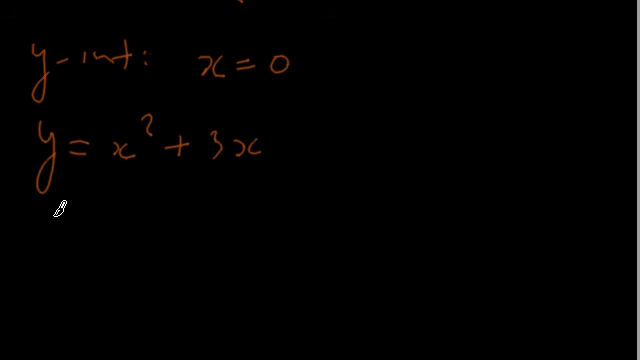 y-int: x = 0
y = x² + 3x